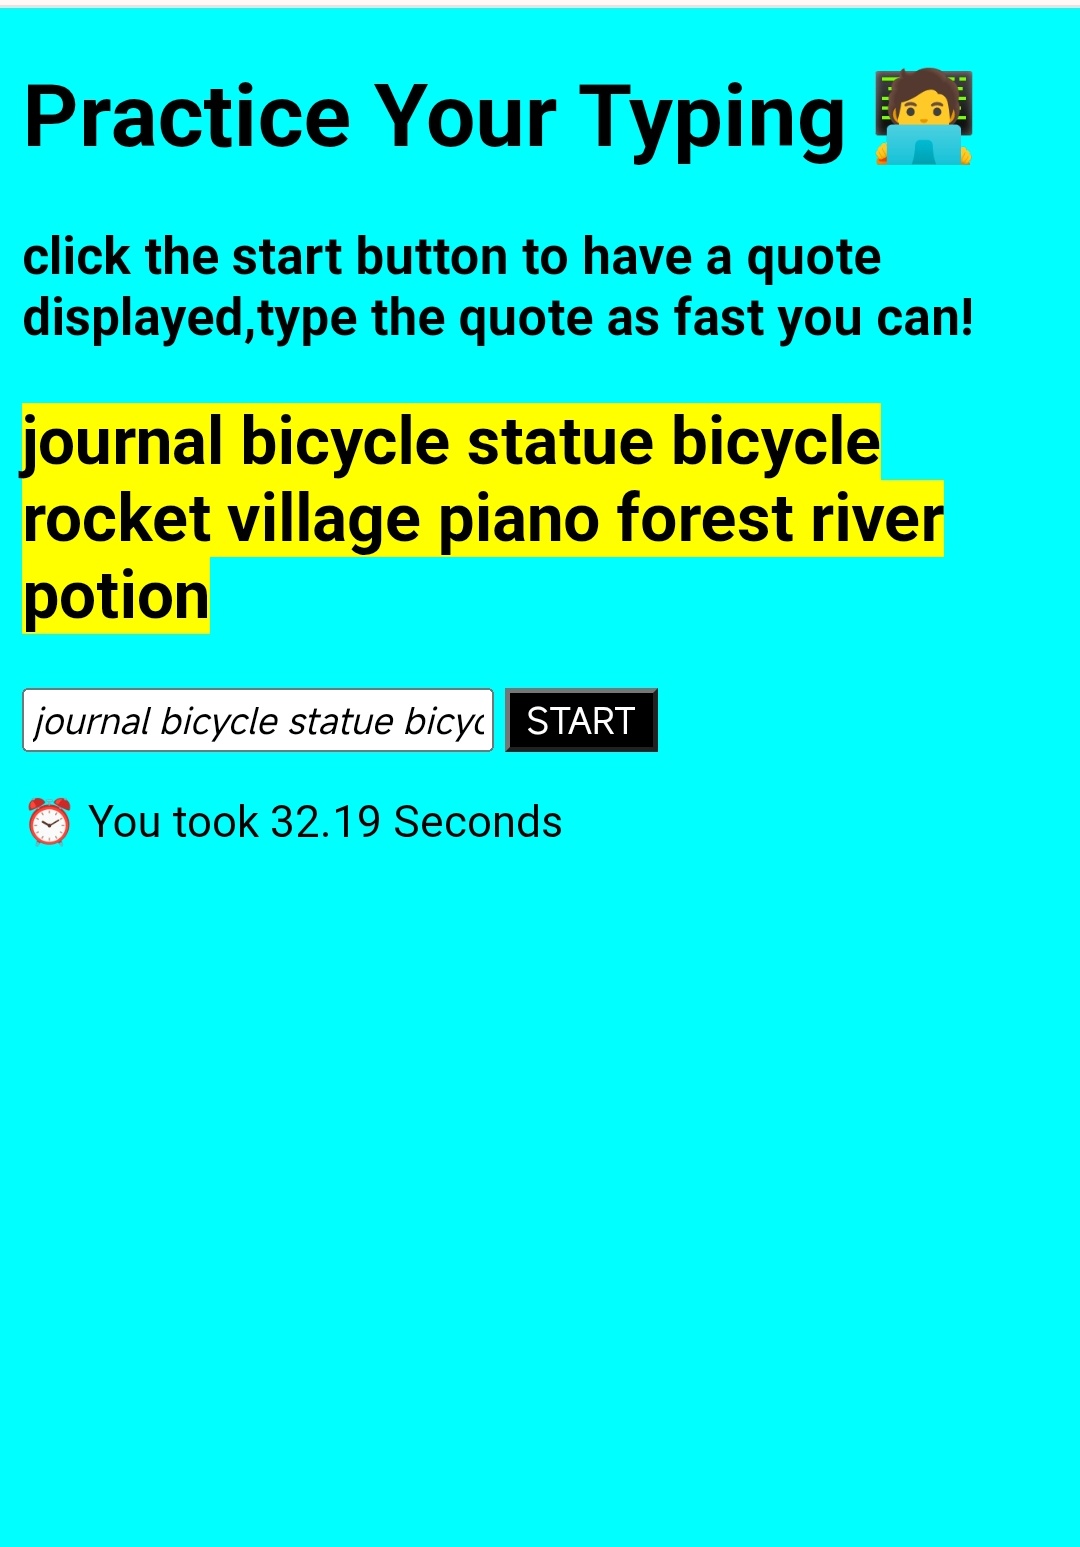 Practice Your Typing 🧑‍💻
click the start button to have a quote
displayed,type the quote as fast you can!
journal bicycle statue bicycle
rocket village piano forest river
potion
journal bicycle statue bicyc START
⏰ You took 32.19 Seconds